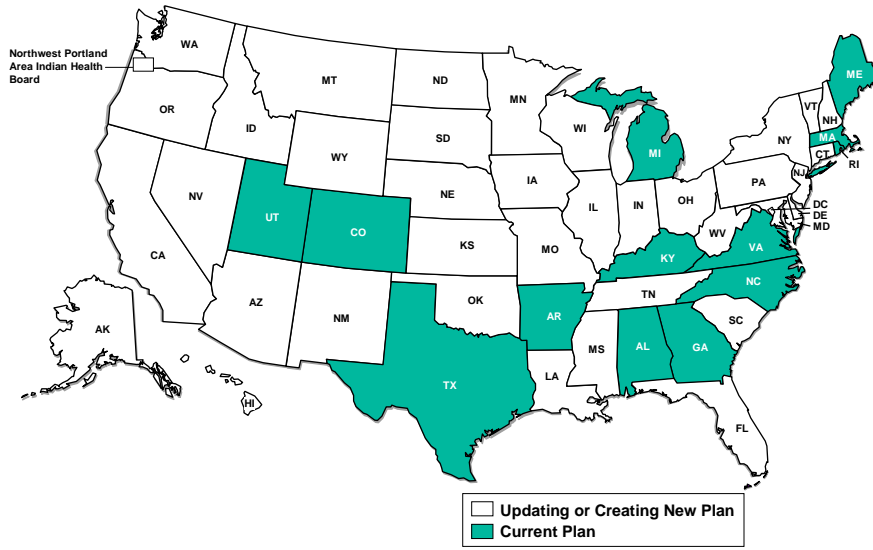 Northwest Portland
Area Indian Health
Board
WA
MT
ND
MN
ME
VT
NH
OR
ID
SD
WI
NY
MA
MI
CT
RI
WY
NE
IA
PA
NJ
NV
IL
IN
OH
DC
DE
MD
UT
CO
KS
MO
WV
VA
KY
CA
NC
TN
AZ
NM
OK
AR
SC
AK
MS
AL
GA
TX
LA
HI
FL
Updating or Creating New Plan
Current Plan